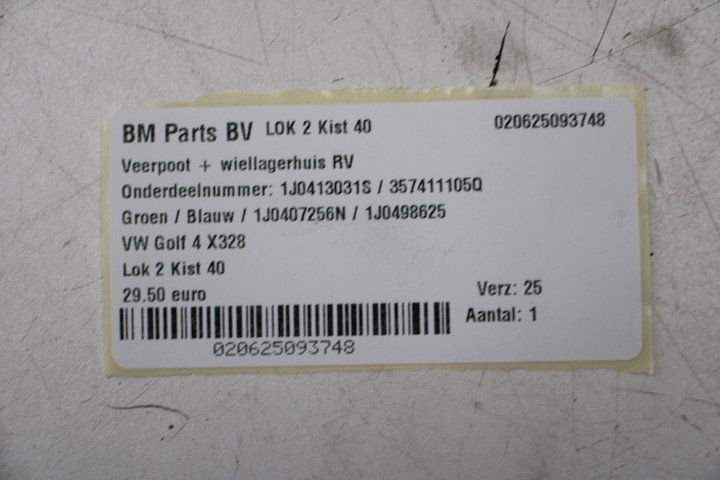 BM Parts BV LOK 2 Kist 40 020625093748
Veerpoot + wiellagerhuis RV
Onderdeelnummer: 1J0413031S / 357411105Q
Groen / Blauw / 1J0407256N / 1J0498625
VW Golf 4 X328
Lok 2 Kist 40
29.50 euro Verz: 25
Aantal: 1
020625093748